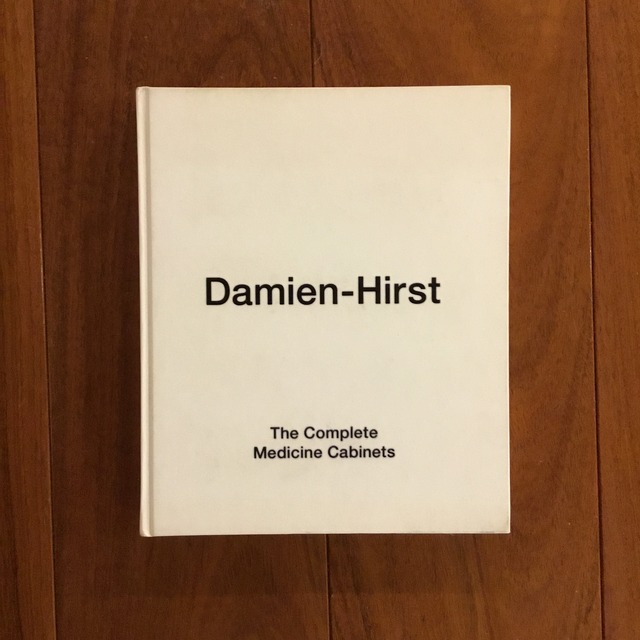 Damien-Hirst
The Complete
Medicine Cabinets